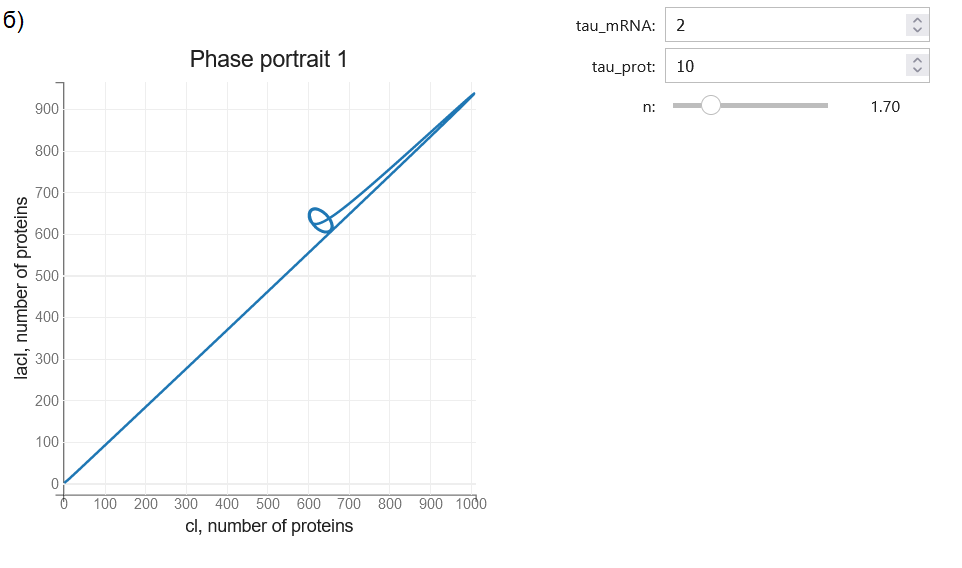 б)
tau_mRNA: 2
tau_prot: 10
n: 1.70
Phase portrait 1
lacI, number of proteins
900
800
700
600
500
400
300
200
100
0
0 100 200 300 400 500 600 700 800 900 1000
cI, number of proteins